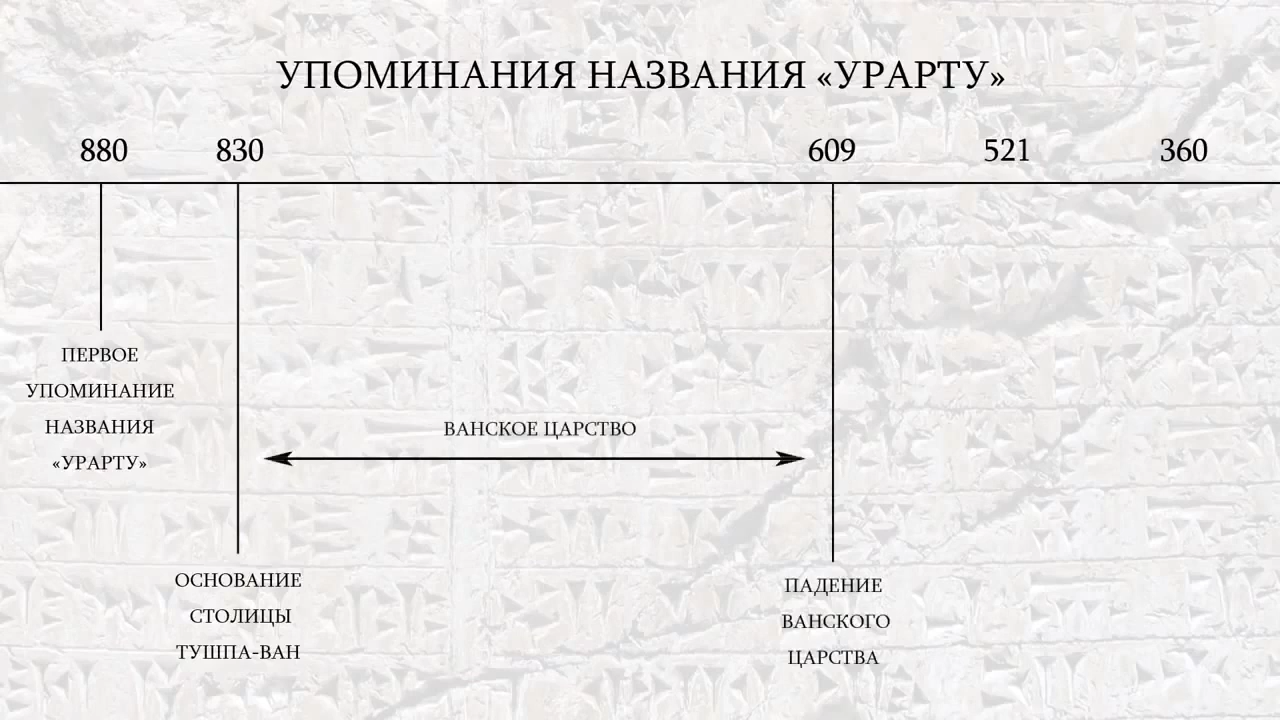 УПОМИНАНИЯ НАЗВАНИЯ «УРАРТУ»
880 830 609 521 360
ПЕРВОЕ
УПОМИНАНИЕ
НАЗВАНИЯ
«УРАРТУ»
ВАНСКОЕ ЦАРСТВО
ОСНОВАНИЕ
СТОЛИЦЫ
ТУШПА-ВАН
ПАДЕНИЕ
ВАНСКОГО
ЦАРСТВА